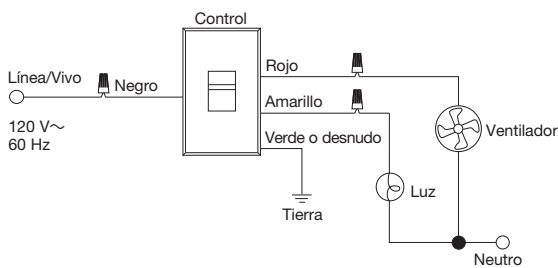 Control
Línea/Vivo
Negro
120 V~
60 Hz
Rojo
Amarillo
Verde o desnudo
Tierra
Luz
Ventilador
Neutro